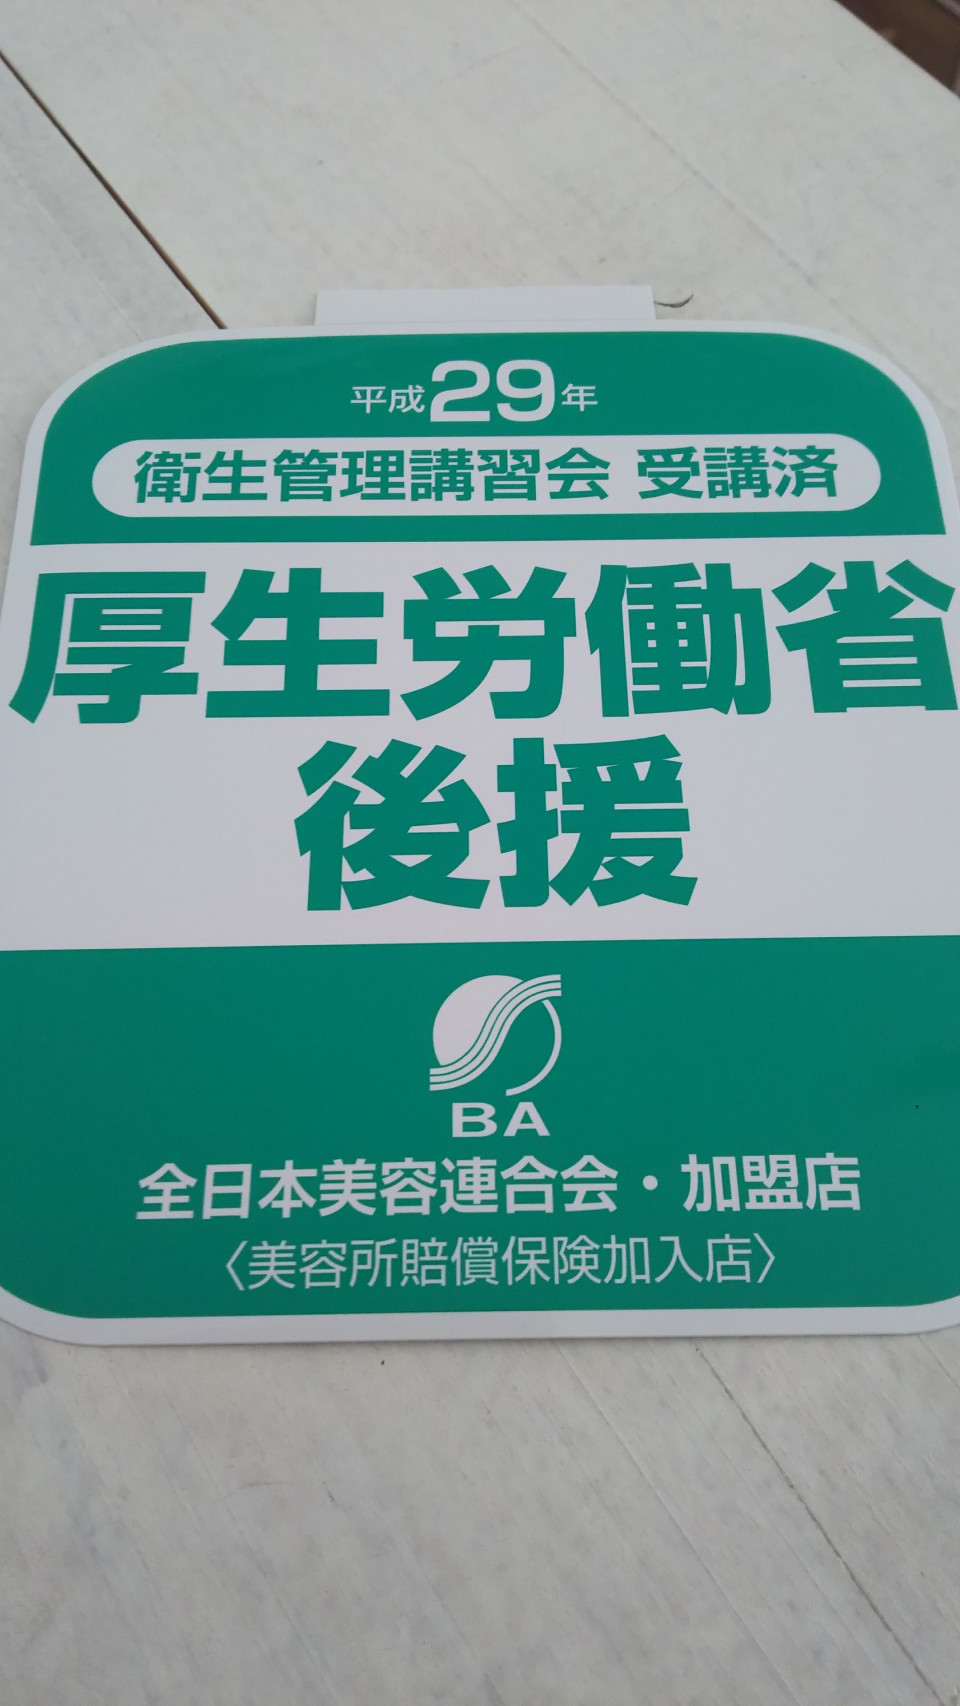 平成29年
衛生管理講習会 受講済
厚生労働省
後援
BA
全日本美容連合会・加盟店
〈美容所賠償保険加入店〉